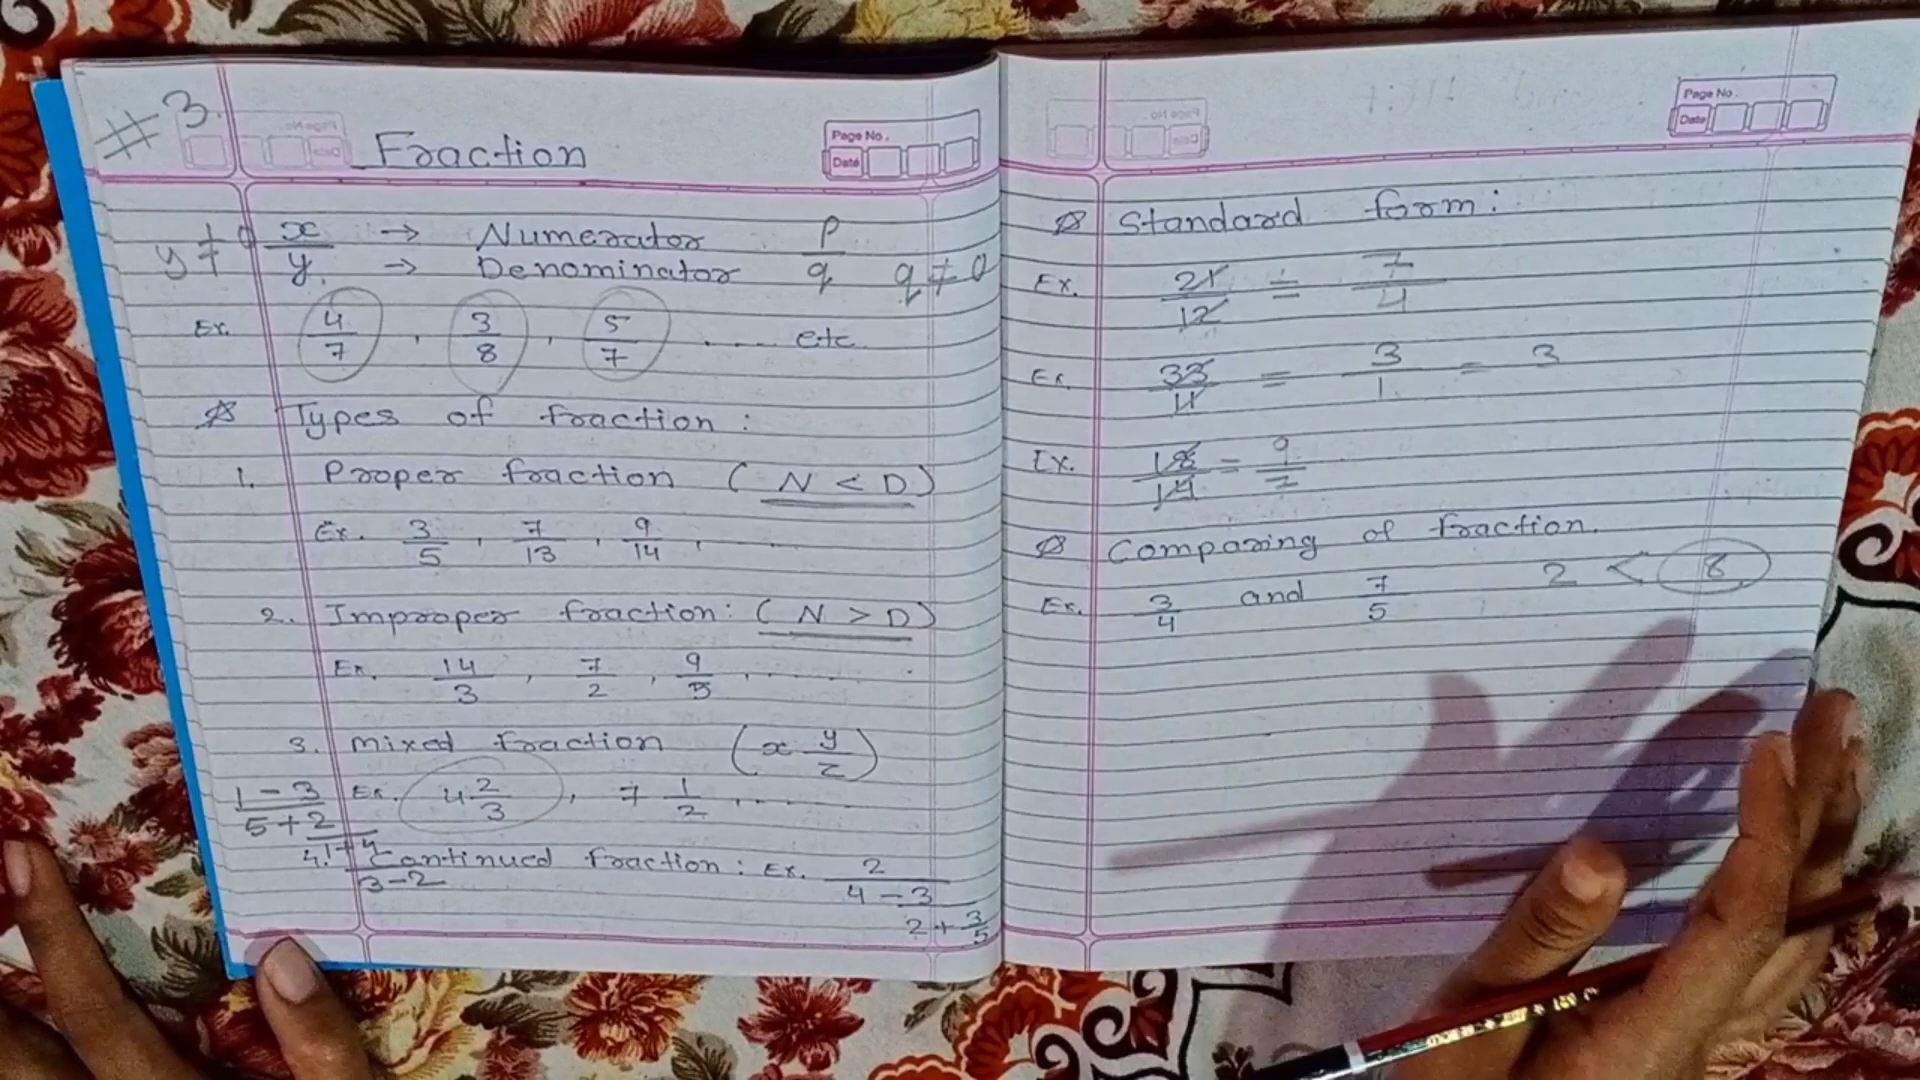 # 3.
Page No.
Date
Fraction
y ≠ 0 x/y → Numerator p/q
→ Denominator q ≠ 0
Ex. 4/7 , 3/8 , 5/7 ..... etc
Types of fraction :
1. Proper fraction ( N < D )
Ex. 3/5 , 7/13 , 9/14 , .....
2. Improper fraction : ( N > D )
Ex. 14/3 , 7/2 , 9/5 , ......
3. mixed fraction ( x y/z )
Ex. 4 2/3 , 7 1/2 , .....
1 - 3
5 + 2
1 + 4
3 - 2
4. Continued fraction : Ex. 2
4 - 3
2 + 3/5
Page No.
Date
Standard form :
Ex. 21/12 = 7/4
Ex. 33/11 = 3/1 = 3
Ex. 18/14 = 9/7
Comparing of fraction.
2 < 8
Ex. 3/4 and 7/5